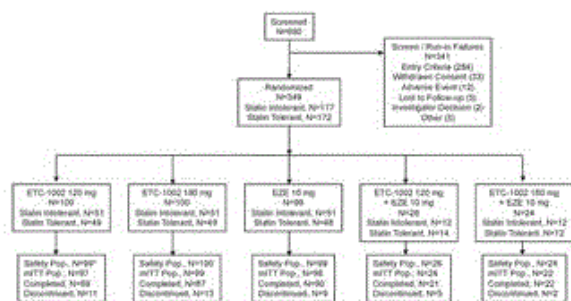 Screened
N=690
Screen / Run-in Failures
N=341
Entry Criteria (284)
Withdrawn Consent (33)
Adverse Event (12)
Lost to Follow-up (5)
Investigator Decision (2)
Other (5)
Randomized
N=349
Statin Intolerant, N=177
Statin Tolerant, N=172
ETC-1002 120 mg
N=100
Statin Intolerant, N=51
Statin Tolerant, N=49
ETC-1002 180 mg
N=100
Statin Intolerant, N=51
Statin Tolerant, N=49
EZE 10 mg
N=99
Statin Intolerant, N=51
Statin Tolerant, N=48
ETC-1002 120 mg
+ EZE 10 mg
N=26
Statin Intolerant, N=12
Statin Tolerant, N=14
ETC-1002 180 mg
+ EZE 10 mg
N=24
Statin Intolerant, N=12
Statin Tolerant, N=12
Safety Pop., N=99*
mITT Pop., N=97
Completed, N=89
Discontinued, N=11
Safety Pop., N=100
mITT Pop., N=99
Completed, N=87
Discontinued, N=13
Safety Pop., N=99
mITT Pop., N=98
Completed, N=90
Discontinued, N=9
Safety Pop., N=26
mITT Pop., N=24
Completed, N=21
Discontinued, N=5
Safety Pop., N=24
mITT Pop., N=22
Completed, N=22
Discontinued, N=2